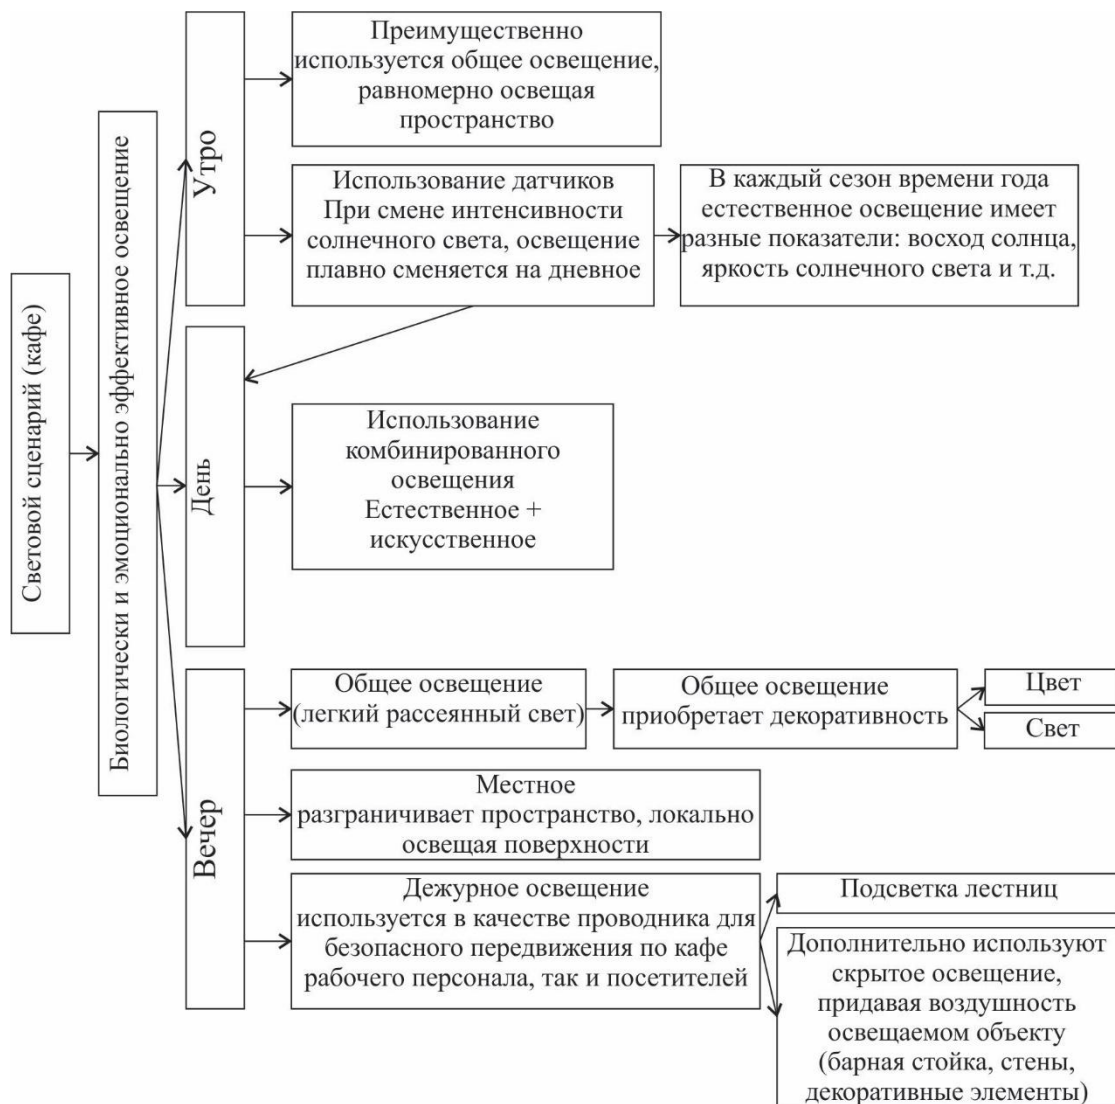 Световой сценарий (кафе)
Биологически и эмоционально эффективное освещение
Утро
Преимущественно
используется общее освещение,
равномерно освещая
пространство
Использование датчиков
При смене интенсивности
солнечного света, освещение
плавно сменяется на дневное
В каждый сезон времени года
естественное освещение имеет
разные показатели: восход солнца,
яркость солнечного света и т.д.
День
Использование
комбинированного
освещения
Естественное +
искусственное
Вечер
Общее освещение
(легкий рассеянный свет)
Общее освещение
приобретает декоративность
Цвет
Свет
Местное
разграничивает пространство, локально
освещая поверхности
Дежурное освещение
используется в качестве проводника для
безопасного передвижения по кафе
рабочего персонала, так и посетителей
Подсветка лестниц
Дополнительно используют
скрытое освещение,
придавая воздушность
освещаемом объекту
(барная стойка, стены,
декоративные элементы)